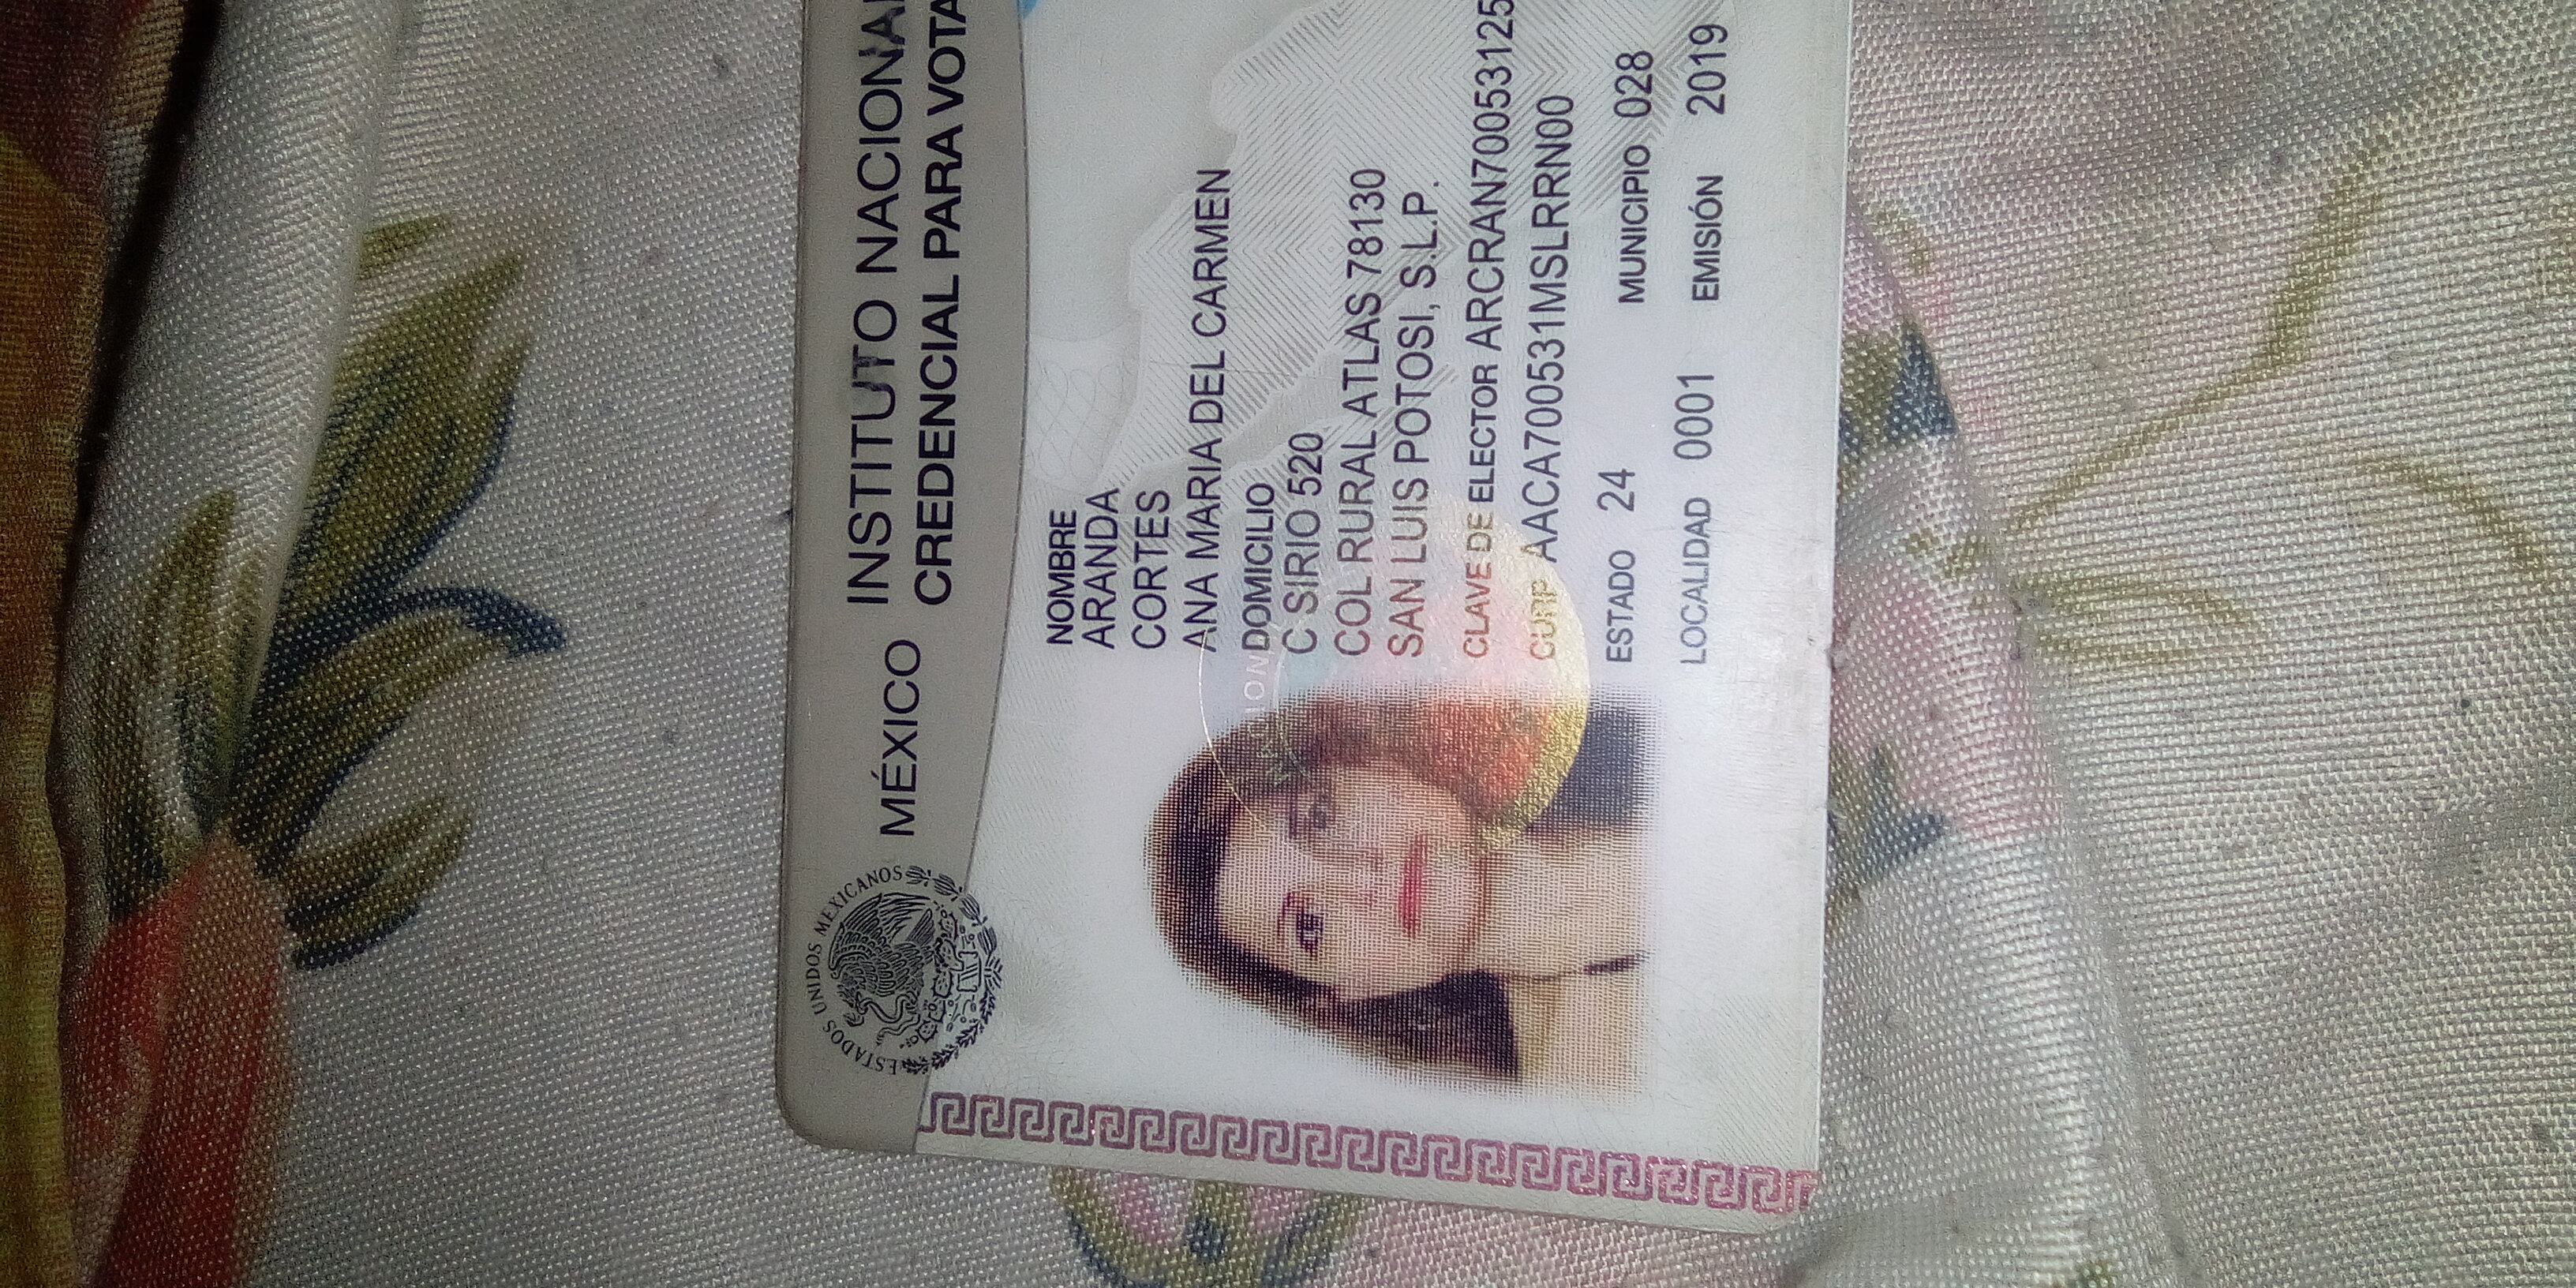 MÉXICO INSTITUTO NACIONAL
CREDENCIAL PARA VOTA
ESTADOS UNIDOS MEXICANOS
NOMBRE
ARANDA
CORTES
ANA MARIA DEL CARMEN
DOMICILIO
C SIRIO 520
COL RURAL ATLAS 78130
SAN LUIS POTOSI, S.L.P.
CLAVE DE ELECTOR ARCRAN70053125
CURP AACA700531MSLRRN00
ESTADO 24 MUNICIPIO 028
LOCALIDAD 0001 EMISIÓN 2019